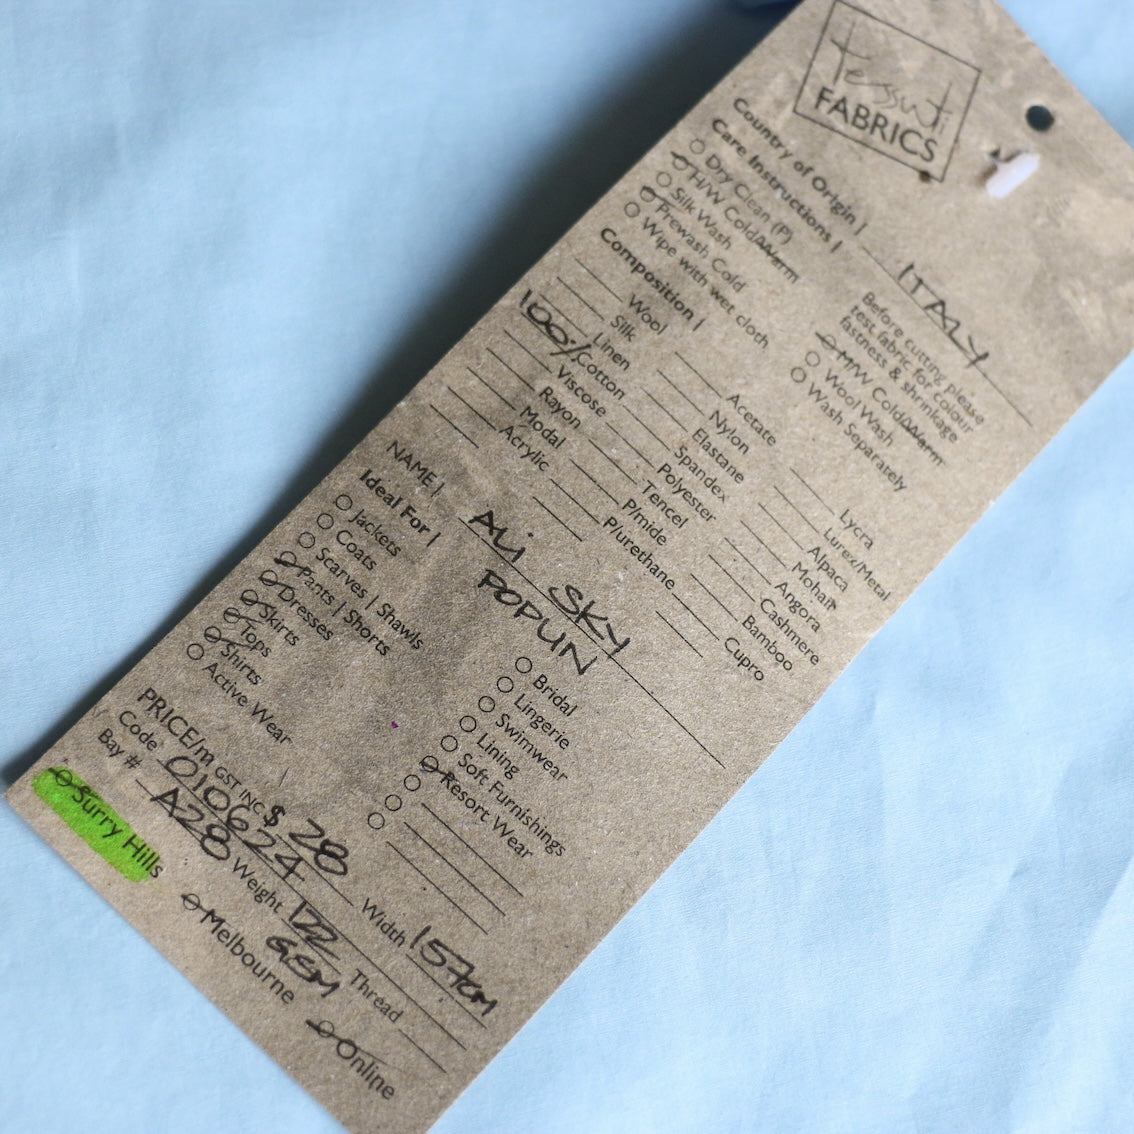 Tessuti
FABRICS
Country of Origin | ITALY
Care Instructions |
Dry Clean (P)
H/W Cold/Warm
Silk Wash
Prewash Cold
Wipe with wet cloth
Before cutting please
test fabric for colour
fastness & shrinkage
M/W Cold/Warm
Wool Wash
Wash Separately
Composition |
Wool
Silk
Linen
100% Cotton
Viscose
Rayon
Modal
Acrylic
Acetate
Nylon
Elastane
Spandex
Polyester
Tencel
P/mide
P/urethane
Lycra
Lurex/Metal
Alpaca
Mohair
Angora
Cashmere
Bamboo
Cupro
NAME | ALI SKY
POPLIN
Ideal For |
Jackets
Coats
Scarves | Shawls
Pants | Shorts
Dresses
Skirts
Tops
Shirts
Active Wear
Bridal
Lingerie
Swimwear
Lining
Soft Furnishings
Resort Wear
PRICE/m GST INC $ 28
Code 010624 Width 157cm
Bay # A28 Weight 122 GSM Thread
Surry Hills Melbourne Online